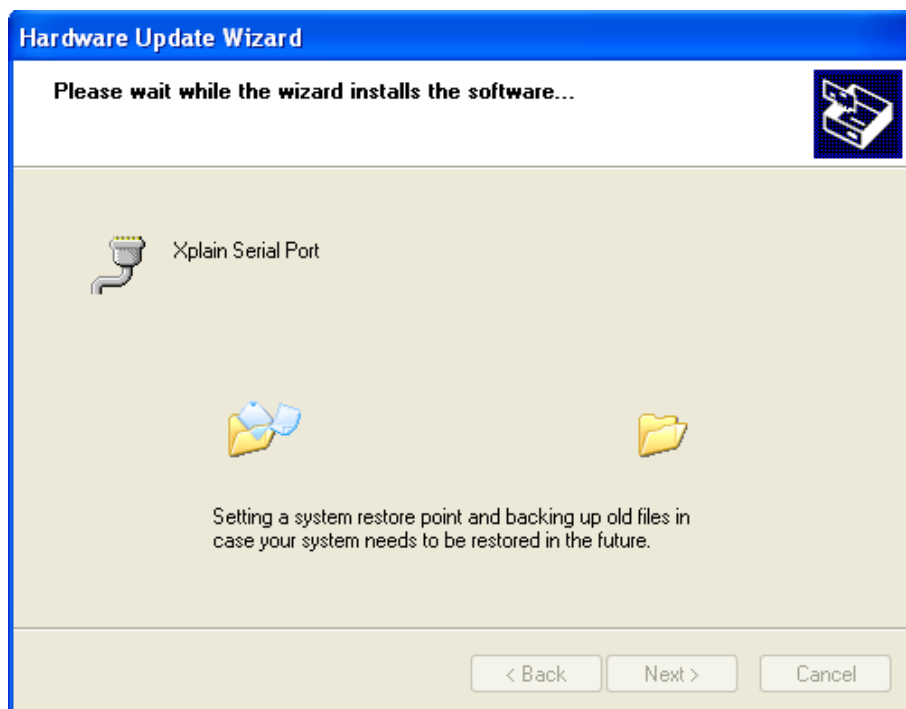 Hardware Update Wizard
Please wait while the wizard installs the software...
Xplain Serial Port
Setting a system restore point and backing up old files in
case your system needs to be restored in the future.
< Back
Next >
Cancel